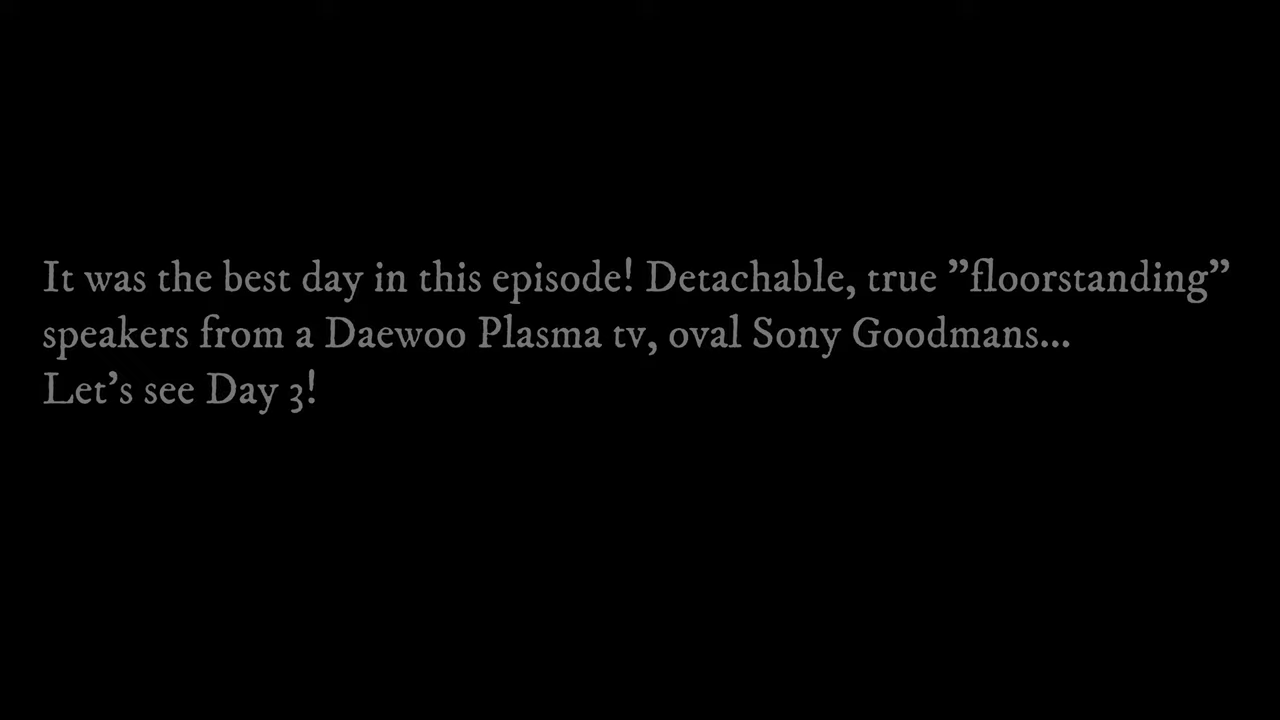 It was the best day in this episode! Detachable, true ”floorstanding”
speakers from a Daewoo Plasma tv, oval Sony Goodmans...
Let’s see Day 3!